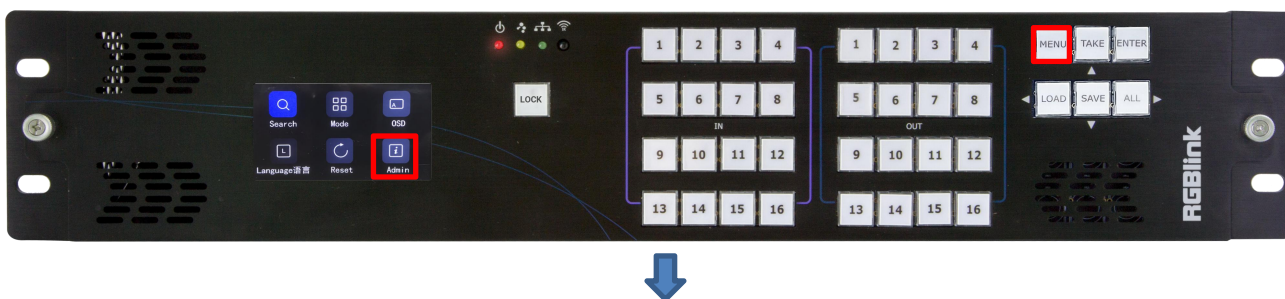 MENU TAKE ENTER
LOAD SAVE ALL
LOCK
Search Mode OSD
Language语言 Reset Admin
1 2 3 4
5 6 7 8
IN
9 10 11 12
13 14 15 16
1 2 3 4
5 6 7 8
OUT
9 10 11 12
13 14 15 16
RGBlink